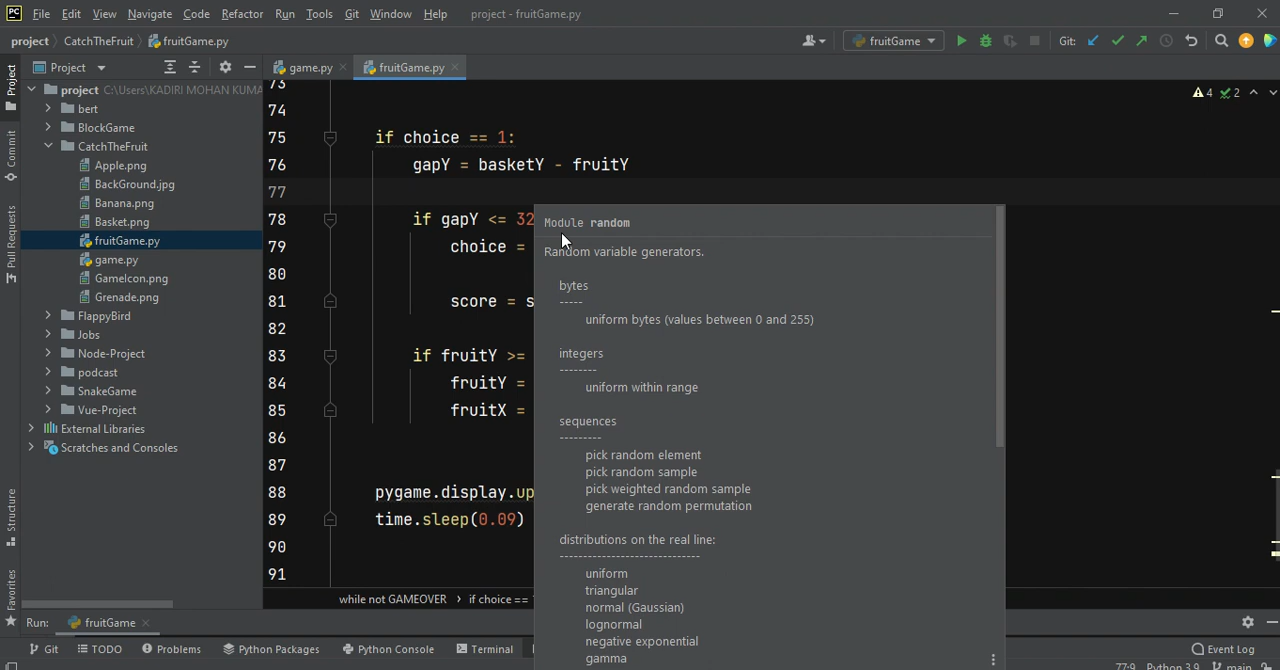 PC File Edit View Navigate Code Refactor Run Tools Git Window Help project - fruitGame.py
project CatchTheFruit fruitGame.py fruitGame Git:
Project game.py fruitGame.py
project C:\Users\KADIRI MOHAN KUMA
bert
BlockGame
CatchTheFruit
Apple.png
BackGround.jpg
Banana.png
Basket.png
fruitGame.py
game.py
GameIcon.png
Grenade.png
FlappyBird
Jobs
Node-Project
podcast
SnakeGame
Vue-Project
External Libraries
Scratches and Consoles
Project
Commit
Pull Requests
Structure
Favorites
4 2
73
74
75 if choice == 1:
76 gapY = basketY - fruitY
77
78 if gapY <= 32
79 choice =
80
81 score = s
82
83 if fruitY >=
84 fruitY =
85 fruitX =
86
87
88 pygame.display.up
89 time.sleep(0.09)
90
91
Module random
Random variable generators.
bytes
-----
uniform bytes (values between 0 and 255)
integers
--------
uniform within range
sequences
---------
pick random element
pick random sample
pick weighted random sample
generate random permutation
distributions on the real line:
------------------------------
uniform
triangular
normal (Gaussian)
lognormal
negative exponential
gamma
while not GAMEOVER › if choice ==
Run: fruitGame
Git TODO Problems Python Packages Python Console Terminal Event Log
77:9 Python 3.9 main